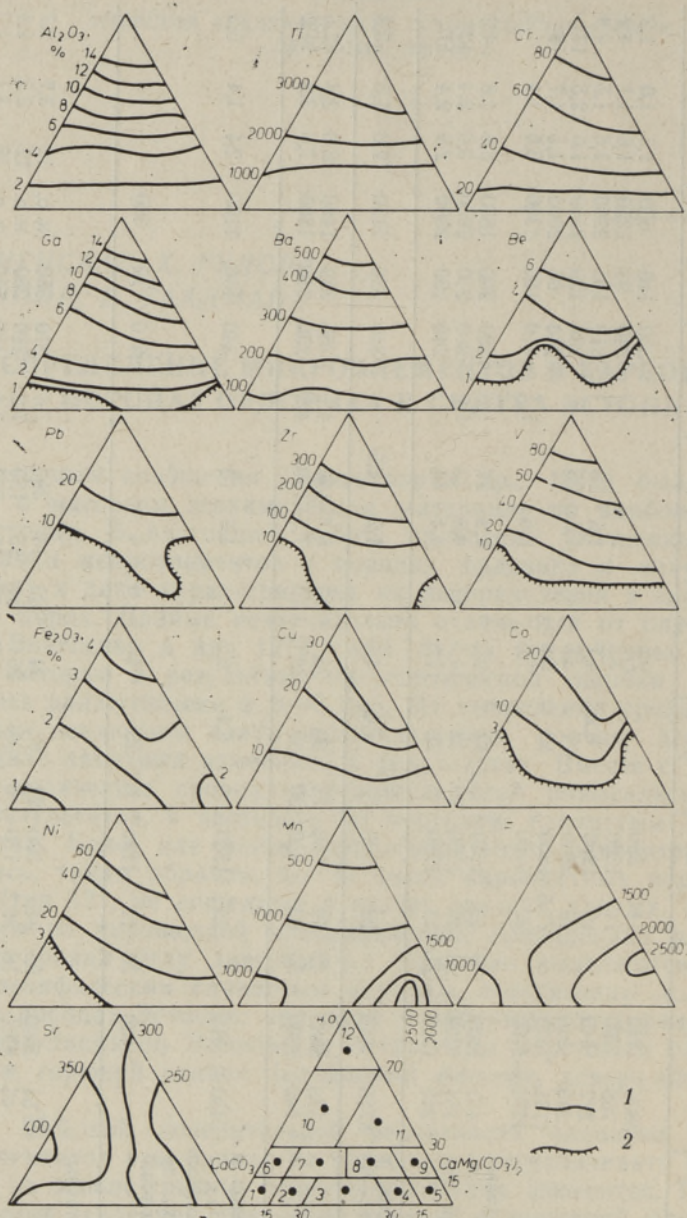 Al₂O₃. Ti Cr
% 14 12 10 8 6 4 2
3000 2000 1000
80 60 40 20
Ga Ba Be
14 12 10 8 6 4 2 1
500 400 300 200 100
6 4 2 1
Pb Zr V
20 10
300 200 100 10
80 50 40 20 10
Fe₂O₃. Cu Co
% 4 3 2 1 2
30 20 10
20 10 3
Ni Mn
60 40 20 3
500 1000 1500 1000 2500 2000
1500 2000 2500 1000
Sr
300 350 250 400
12
70
10 11
30
CaCO₃ 6 7 8 9 CaMg(CO₃)₂
15
1 2 3 4 5
15 30 30 15
1
2